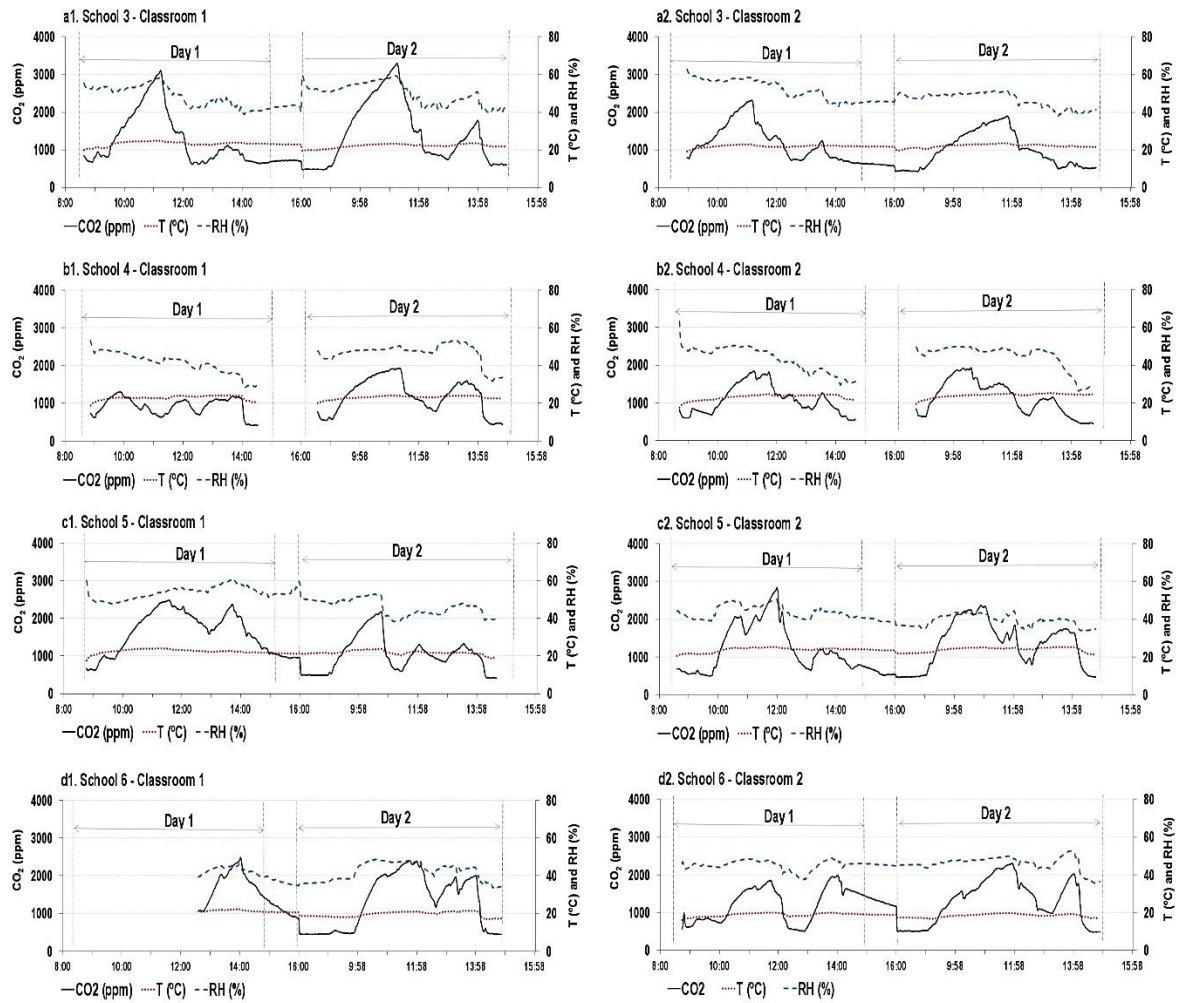 a1. School 3 - Classroom 1
CO2 (ppm)
4000
3000
2000
1000
0
Day 1
Day 2
80
60
40
20
0
T (ºC) and RH (%)
8:00 10:00 12:00 14:00 16:00 9:58 11:58 13:58 15:58
CO2 (ppm) T (ºC) RH (%)
a2. School 3 - Classroom 2
CO2 (ppm)
4000
3000
2000
1000
0
Day 1
Day 2
80
60
40
20
0
T (ºC) and RH (%)
8:00 10:00 12:00 14:00 16:00 9:58 11:58 13:58 15:58
CO2 (ppm) T (ºC) RH (%)
b1. School 4 - Classroom 1
CO2 (ppm)
4000
3000
2000
1000
0
Day 1
Day 2
80
60
40
20
0
T (ºC) and RH (%)
8:00 10:00 12:00 14:00 16:00 9:58 11:58 13:58 15:58
CO2 (ppm) T (ºC) RH (%)
b2. School 4 - Classroom 2
CO2 (ppm)
4000
3000
2000
1000
0
Day 1
Day 2
80
60
40
20
0
T (ºC) and RH (%)
8:00 10:00 12:00 14:00 16:00 9:58 11:58 13:58 15:58
CO2 (ppm) T (ºC) RH (%)
c1. School 5 - Classroom 1
CO2 (ppm)
4000
3000
2000
1000
0
Day 1
Day 2
80
60
40
20
0
T (ºC) and RH (%)
8:00 10:00 12:00 14:00 16:00 9:58 11:58 13:58 15:58
CO2 (ppm) T (ºC) RH (%)
c2. School 5 - Classroom 2
CO2 (ppm)
4000
3000
2000
1000
0
Day 1
Day 2
80
60
40
20
0
T (ºC) and RH (%)
8:00 10:00 12:00 14:00 16:00 9:58 11:58 13:58 15:58
CO2 (ppm) T (ºC) RH (%)
d1. School 6 - Classroom 1
CO2 (ppm)
4000
3000
2000
1000
0
Day 1
Day 2
80
60
40
20
0
T (ºC) and RH (%)
8:00 10:00 12:00 14:00 16:00 9:58 11:58 13:58 15:58
CO2 (ppm) T (ºC) RH (%)
d2. School 6 - Classroom 2
CO2 (ppm)
4000
3000
2000
1000
0
Day 1
Day 2
80
60
40
20
0
T (ºC) and RH (%)
8:00 10:00 12:00 14:00 16:00 9:58 11:58 13:58 15:58
CO2 T (ºC) RH (%)